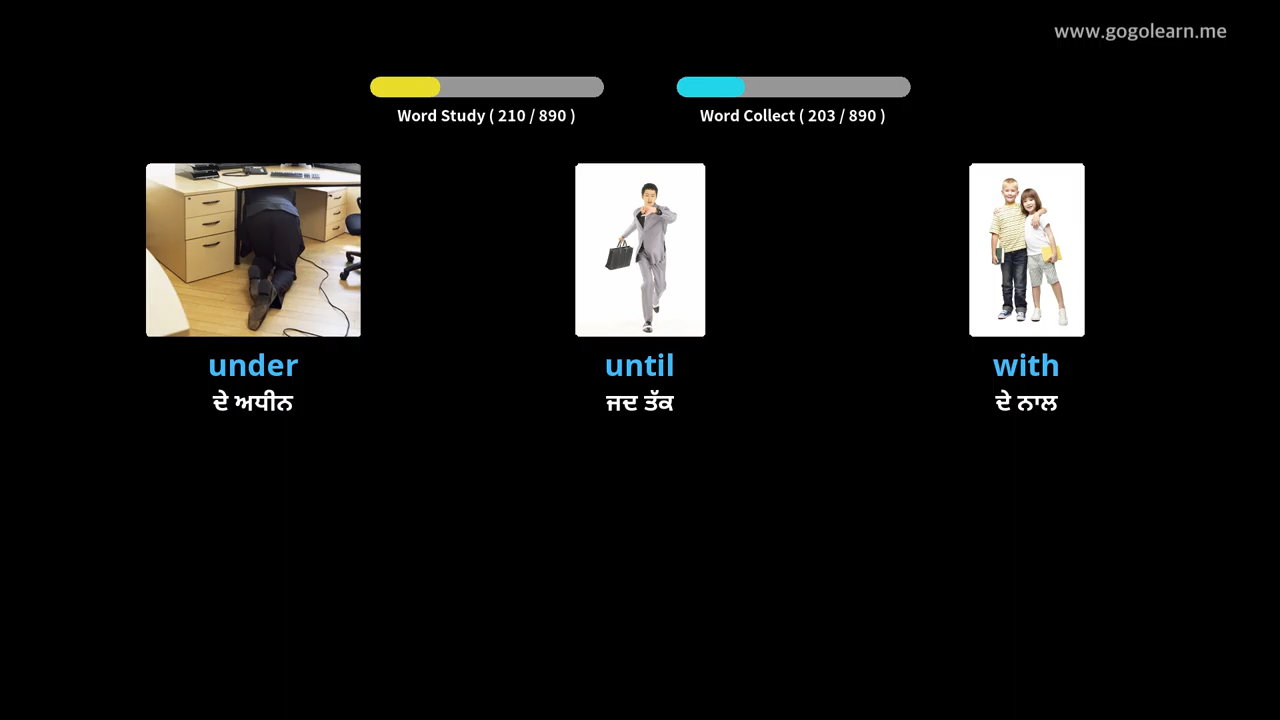 www.gogolearn.me
Word Study ( 210 / 890 )
Word Collect ( 203 / 890 )
under
ਦੇ ਅਧੀਨ
until
ਜਦ ਤੱਕ
with
ਦੇ ਨਾਲ